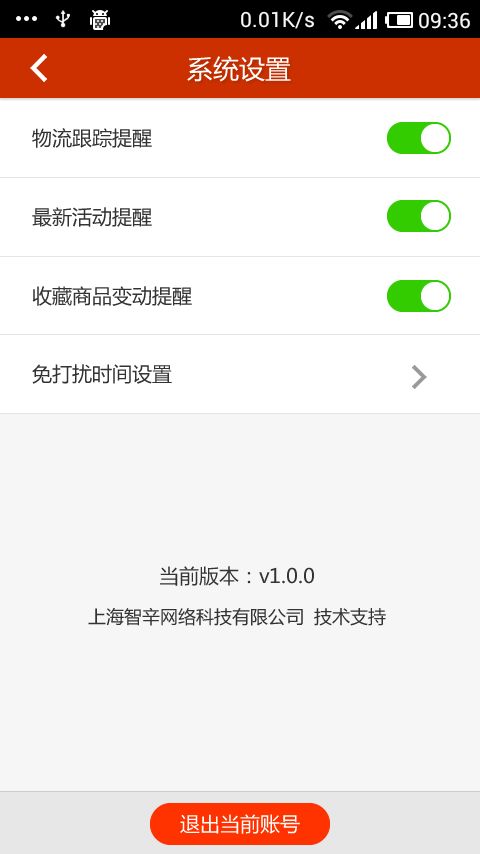 0.01K/s 09:36
系统设置
物流跟踪提醒
最新活动提醒
收藏商品变动提醒
免打扰时间设置
当前版本：v1.0.0
上海智辛网络科技有限公司 技术支持
退出当前账号